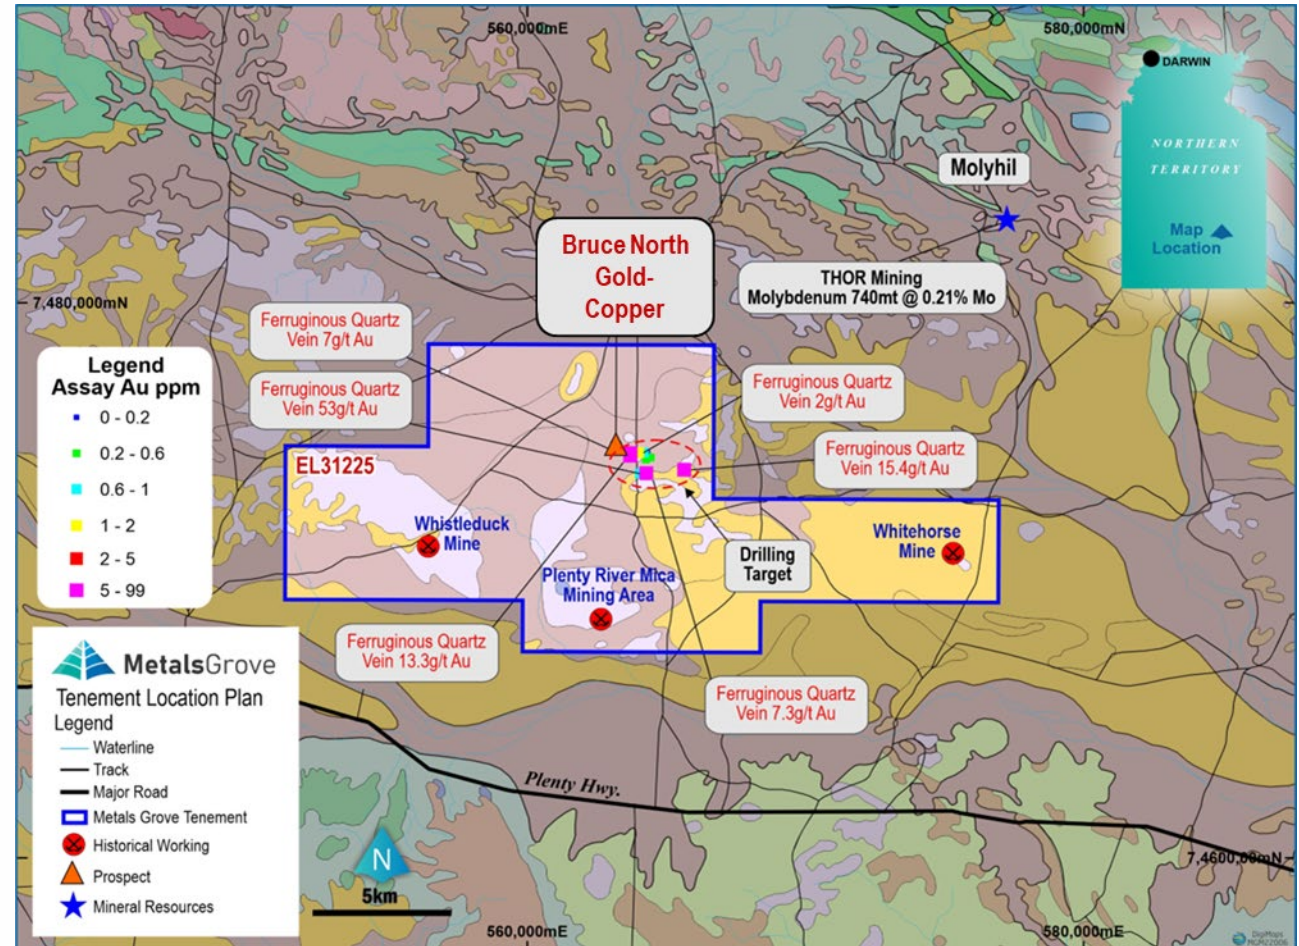 560,000mE
580,000mN
DARWIN
NORTHERN
TERRITORY
Map
Location
Molyhil
Bruce North
Gold-
Copper
THOR Mining
Molybdenum 740mt @ 0.21% Mo
7,480,000mN
Ferruginous Quartz
Vein 7g/t Au
Legend
Assay Au ppm
0 - 0.2
0.2 - 0.6
0.6 - 1
1 - 2
2 - 5
5 - 99
Ferruginous Quartz
Vein 53g/t Au
Ferruginous Quartz
Vein 2g/t Au
Ferruginous Quartz
Vein 15.4g/t Au
EL31225
Whistleduck
Mine
Plenty River Mica
Mining Area
Drilling
Target
Whitehorse
Mine
Ferruginous Quartz
Vein 13.3g/t Au
Ferruginous Quartz
Vein 7.3g/t Au
MetalsGrove
Tenement Location Plan
Legend
Waterline
Track
Major Road
Metals Grove Tenement
Historical Working
Prospect
Mineral Resources
Plenty Hwy.
N
5km
7,4600,00mN
560,000mE
580,000mE
DigiMaps